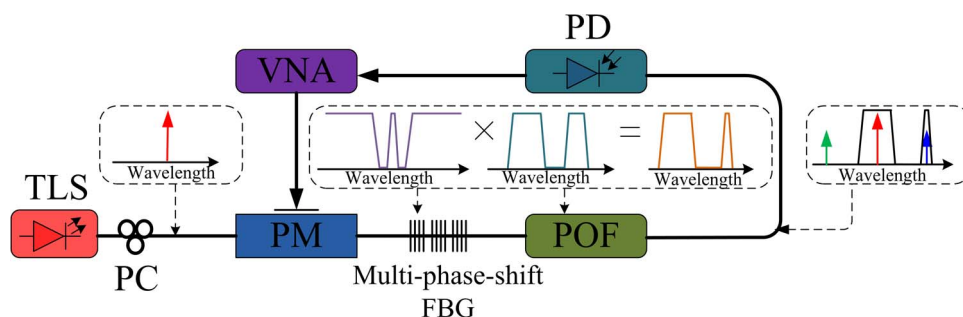 PD
VNA
Wavelength
×
=
Wavelength
Wavelength
Wavelength
Wavelength
TLS
PC
PM
POF
Multi-phase-shift
FBG